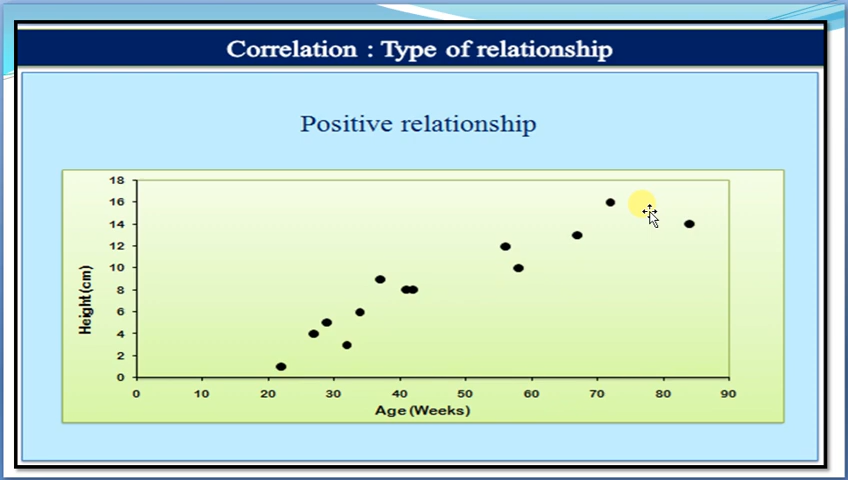 Correlation : Type of relationship
Positive relationship
18
16
14
12
10
8
6
4
2
0
Height(cm)
0 10 20 30 40 50 60 70 80 90
Age (Weeks)